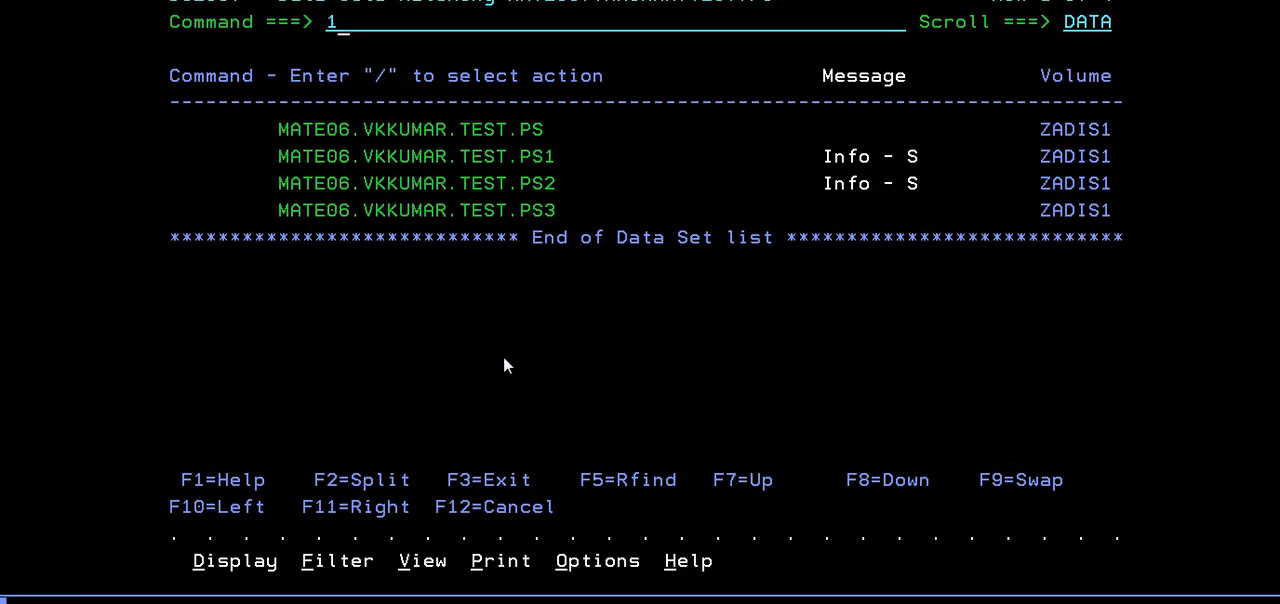 Command ===> 1 Scroll ===> DATA
Command - Enter "/" to select action Message Volume
-------------------------------------------------------------------------------
MATE06.VKKUMAR.TEST.PS ZADIS1
MATE06.VKKUMAR.TEST.PS1 Info - S ZADIS1
MATE06.VKKUMAR.TEST.PS2 Info - S ZADIS1
MATE06.VKKUMAR.TEST.PS3 ZADIS1
***************************** End of Data Set list ****************************
F1=Help F2=Split F3=Exit F5=Rfind F7=Up F8=Down F9=Swap
F10=Left F11=Right F12=Cancel
. . . . . . . . . . . . . . . . . . . . . . . . . . .
Display Filter View Print Options Help